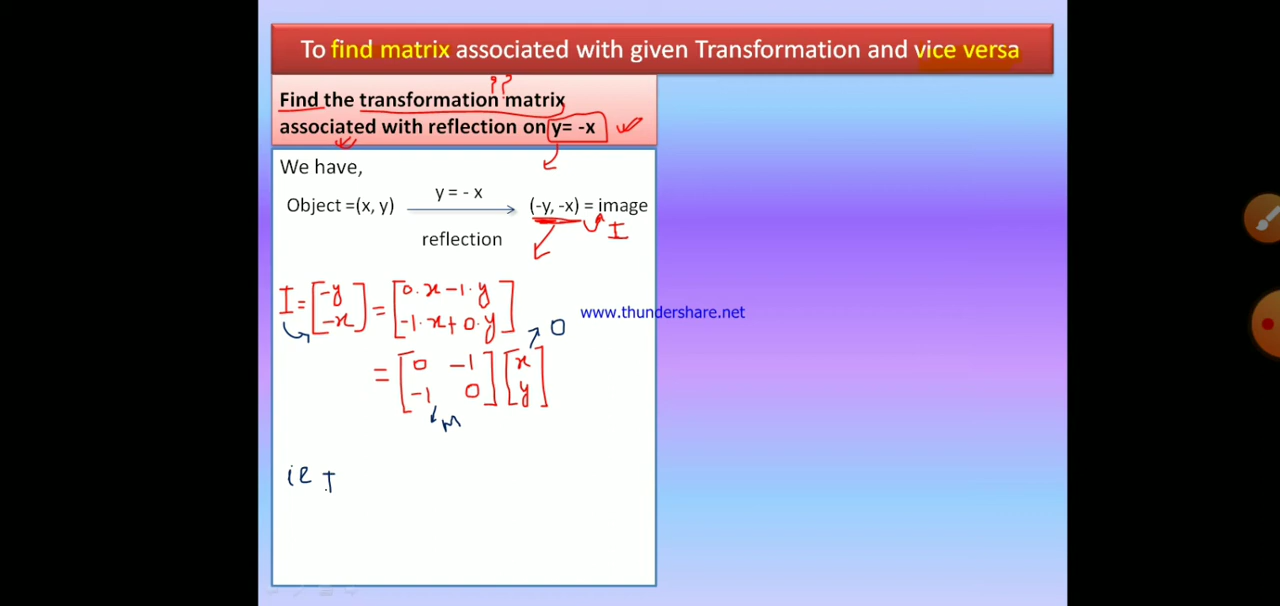 To find matrix associated with given Transformation and vice versa
??
Find the transformation matrix
associated with reflection on y= -x
We have,
y = - x
Object =(x, y) (-y, -x) = image
reflection
I
I = [-y -x] = [0·x-1·y -1·x+0·y]
www.thundershare.net
O
= [0 -1 -1 0] [x y]
M
ie I